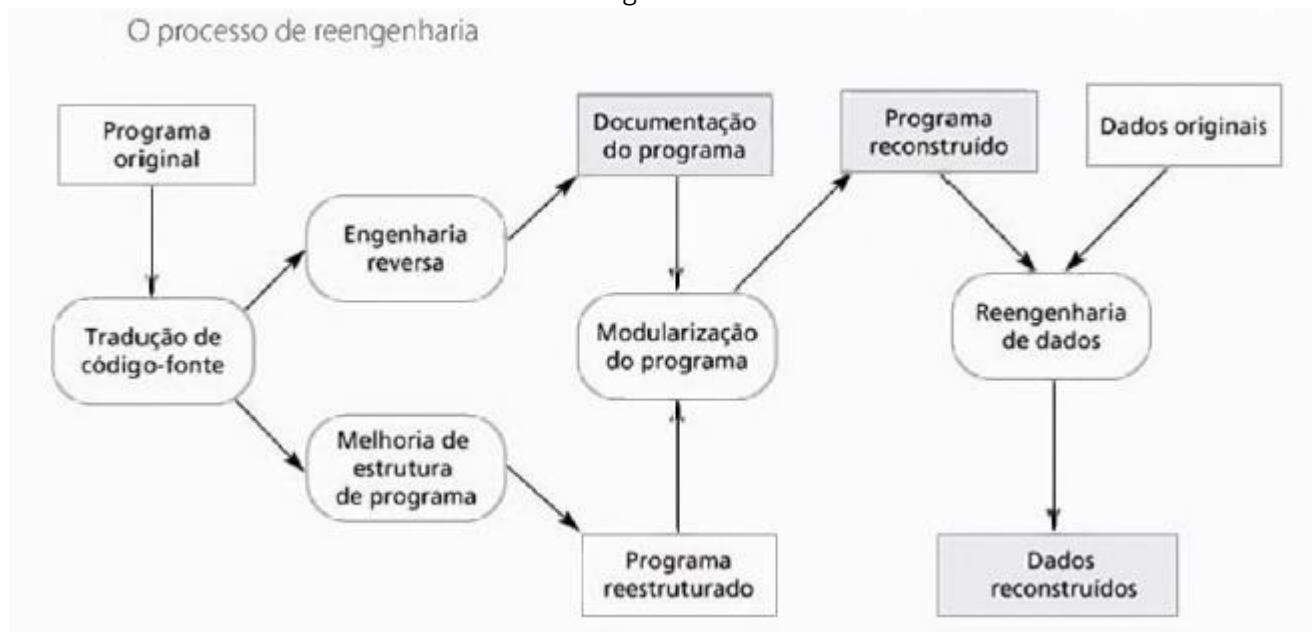 O processo de reengenharia
Programa
original
Documentação
do programa
Programa
reconstruído
Dados originais
Engenharia
reversa
Tradução de
código-fonte
Modularização
do programa
Reengenharia
de dados
Melhoria de
estrutura
de programa
Programa
reestruturado
Dados
reconstruídos